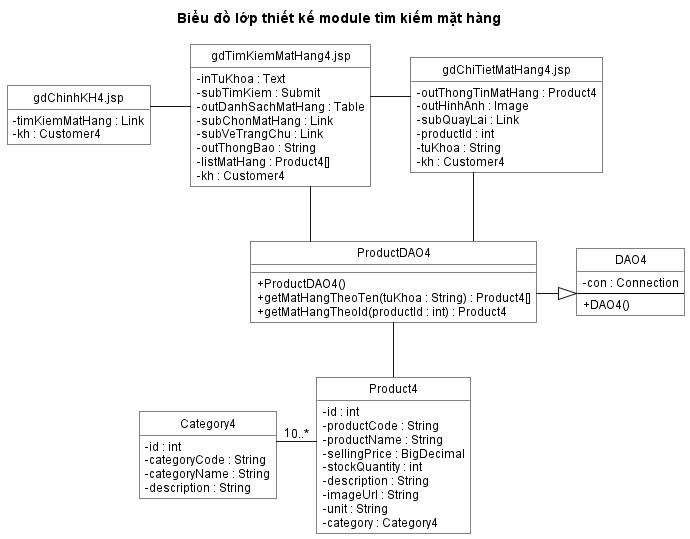 Biểu đồ lớp thiết kế module tìm kiếm mặt hàng
gdChinhKH4.jsp
-timKiemMatHang : Link
-kh : Customer4
gdTimKiemMatHang4.jsp
-inTuKhoa : Text
-subTimKiem : Submit
-outDanhSachMatHang : Table
-subChonMatHang : Link
-subVeTrangChu : Link
-outThongBao : String
-listMatHang : Product4[]
-kh : Customer4
gdChiTietMatHang4.jsp
-outThongTinMatHang : Product4
-outHinhAnh : Image
-subQuayLai : Link
-productId : int
-tuKhoa : String
-kh : Customer4
ProductDAO4
+ProductDAO4()
+getMatHangTheoTen(tuKhoa : String) : Product4[]
+getMatHangTheoId(productId : int) : Product4
DAO4
-con : Connection
+DAO4()
Category4
-id : int
-categoryCode : String
-categoryName : String
-description : String
1
0..*
Product4
-id : int
-productCode : String
-productName : String
-sellingPrice : BigDecimal
-stockQuantity : int
-description : String
-imageUrl : String
-unit : String
-category : Category4